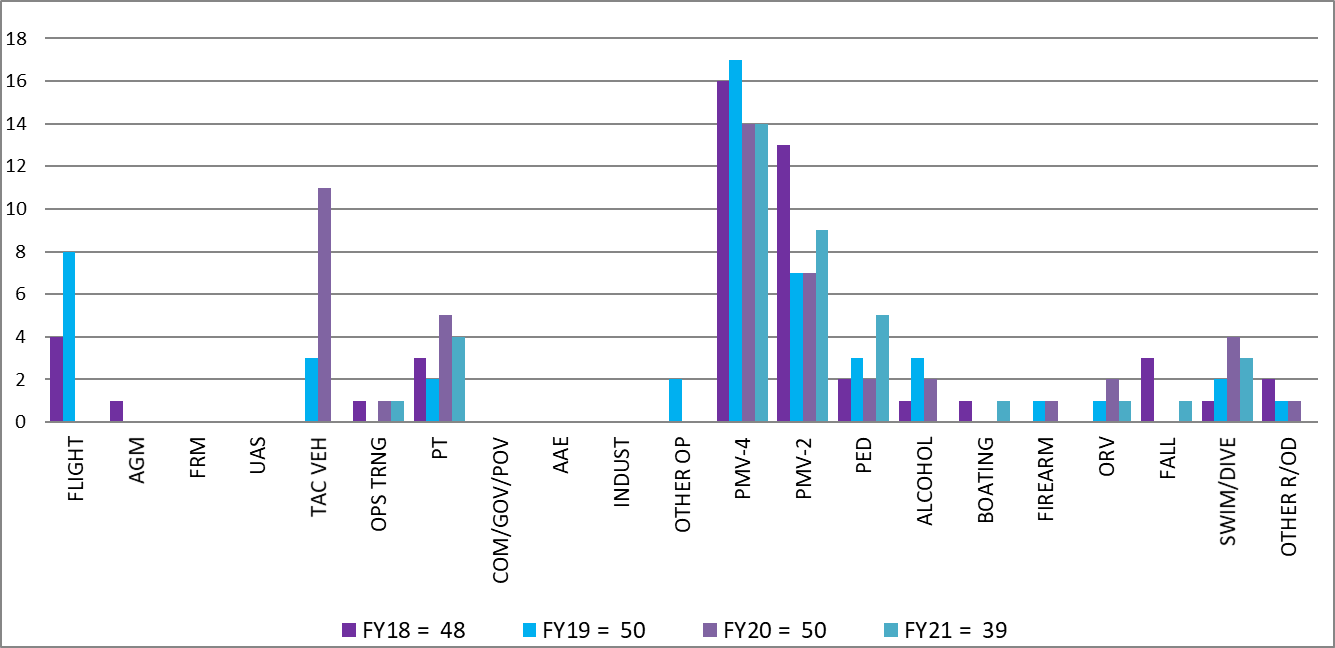 18
16
14
12
10
8
6
4
2
0
FLIGHT
AGM
FRM
UAS
TAC VEH
OPS TRNG
PT
COM/GOV/POV
AAE
INDUST
OTHER OP
PMV-4
PMV-2
PED
ALCOHOL
BOATING
FIREARM
ORV
FALL
SWIM/DIVE
OTHER R/OD
FY18 = 48 FY19 = 50 FY20 = 50 FY21 = 39